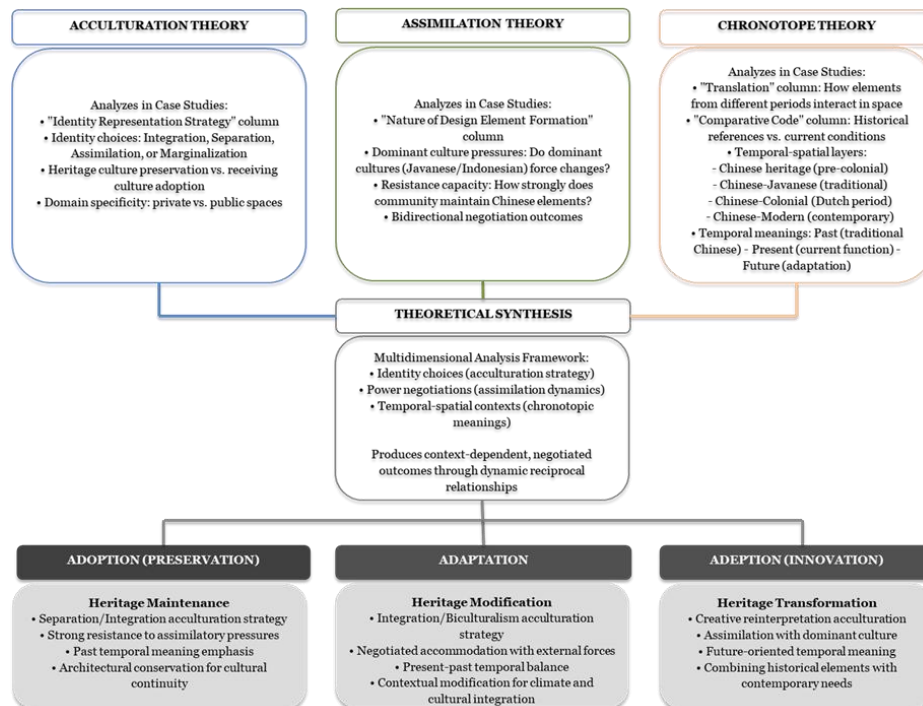 ACCULTURATION THEORY
Analyzes in Case Studies:
• "Identity Representation Strategy" column
• Identity choices: Integration, Separation,
Assimilation, or Marginalization
• Heritage culture preservation vs. receiving
culture adoption
• Domain specificity: private vs. public spaces
ASSIMILATION THEORY
Analyzes in Case Studies:
• "Nature of Design Element Formation"
column
• Dominant culture pressures: Do dominant
cultures (Javanese/Indonesian) force changes?
• Resistance capacity: How strongly does
community maintain Chinese elements?
• Bidirectional negotiation outcomes
CHRONOTOPE THEORY
Analyzes in Case Studies:
• "Translation" column: How elements
from different periods interact in space
• "Comparative Code" column: Historical
references vs. current conditions
• Temporal-spatial layers:
- Chinese heritage (pre-colonial)
- Chinese-Javanese (traditional)
- Chinese-Colonial (Dutch period)
- Chinese-Modern (contemporary)
• Temporal meanings: Past (traditional
Chinese) - Present (current function) -
Future (adaptation)
THEORETICAL SYNTHESIS
Multidimensional Analysis Framework:
• Identity choices (acculturation strategy)
• Power negotiations (assimilation dynamics)
• Temporal-spatial contexts (chronotopic
meanings)
Produces context-dependent, negotiated
outcomes through dynamic reciprocal
relationships
ADOPTION (PRESERVATION)
Heritage Maintenance
• Separation/Integration acculturation strategy
• Strong resistance to assimilatory pressures
• Past temporal meaning emphasis
• Architectural conservation for cultural
continuity
ADAPTATION
Heritage Modification
• Integration/Biculturalism acculturation
strategy
• Negotiated accommodation with external forces
• Present-past temporal balance
• Contextual modification for climate and
cultural integration
ADEPTION (INNOVATION)
Heritage Transformation
• Creative reinterpretation acculturation
• Assimilation with dominant culture
• Future-oriented temporal meaning
• Combining historical elements with
contemporary needs